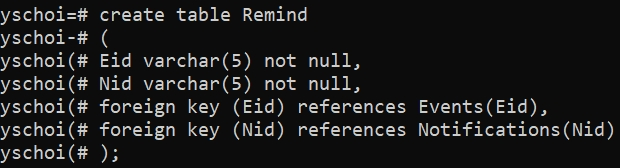 yschoi=# create table Remind
yschoi-# (
yschoi(# Eid varchar(5) not null,
yschoi(# Nid varchar(5) not null,
yschoi(# foreign key (Eid) references Events(Eid),
yschoi(# foreign key (Nid) references Notifications(Nid)
yschoi(# );